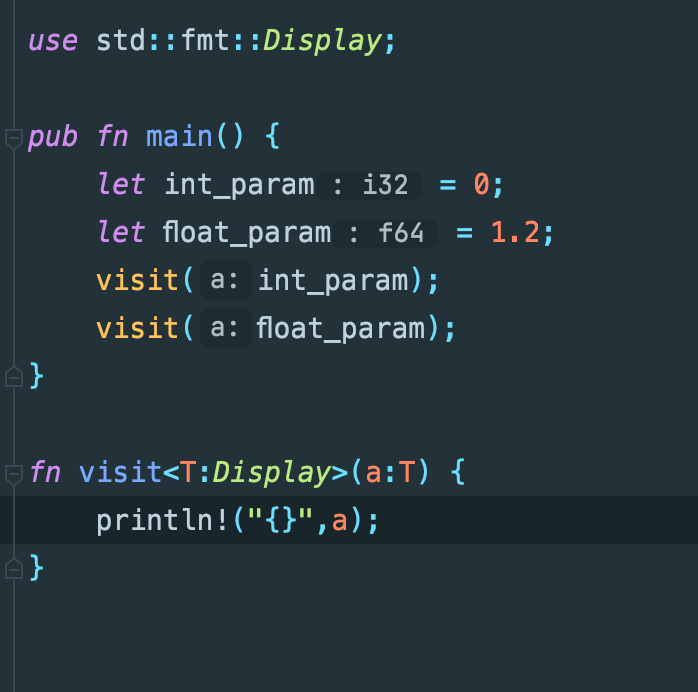 use std::fmt::Display;
pub fn main() {
let int_param : i32 = 0;
let float_param : f64 = 1.2;
visit( a: int_param);
visit( a: float_param);
}
fn visit<T:Display>(a:T) {
println!("{}",a);
}